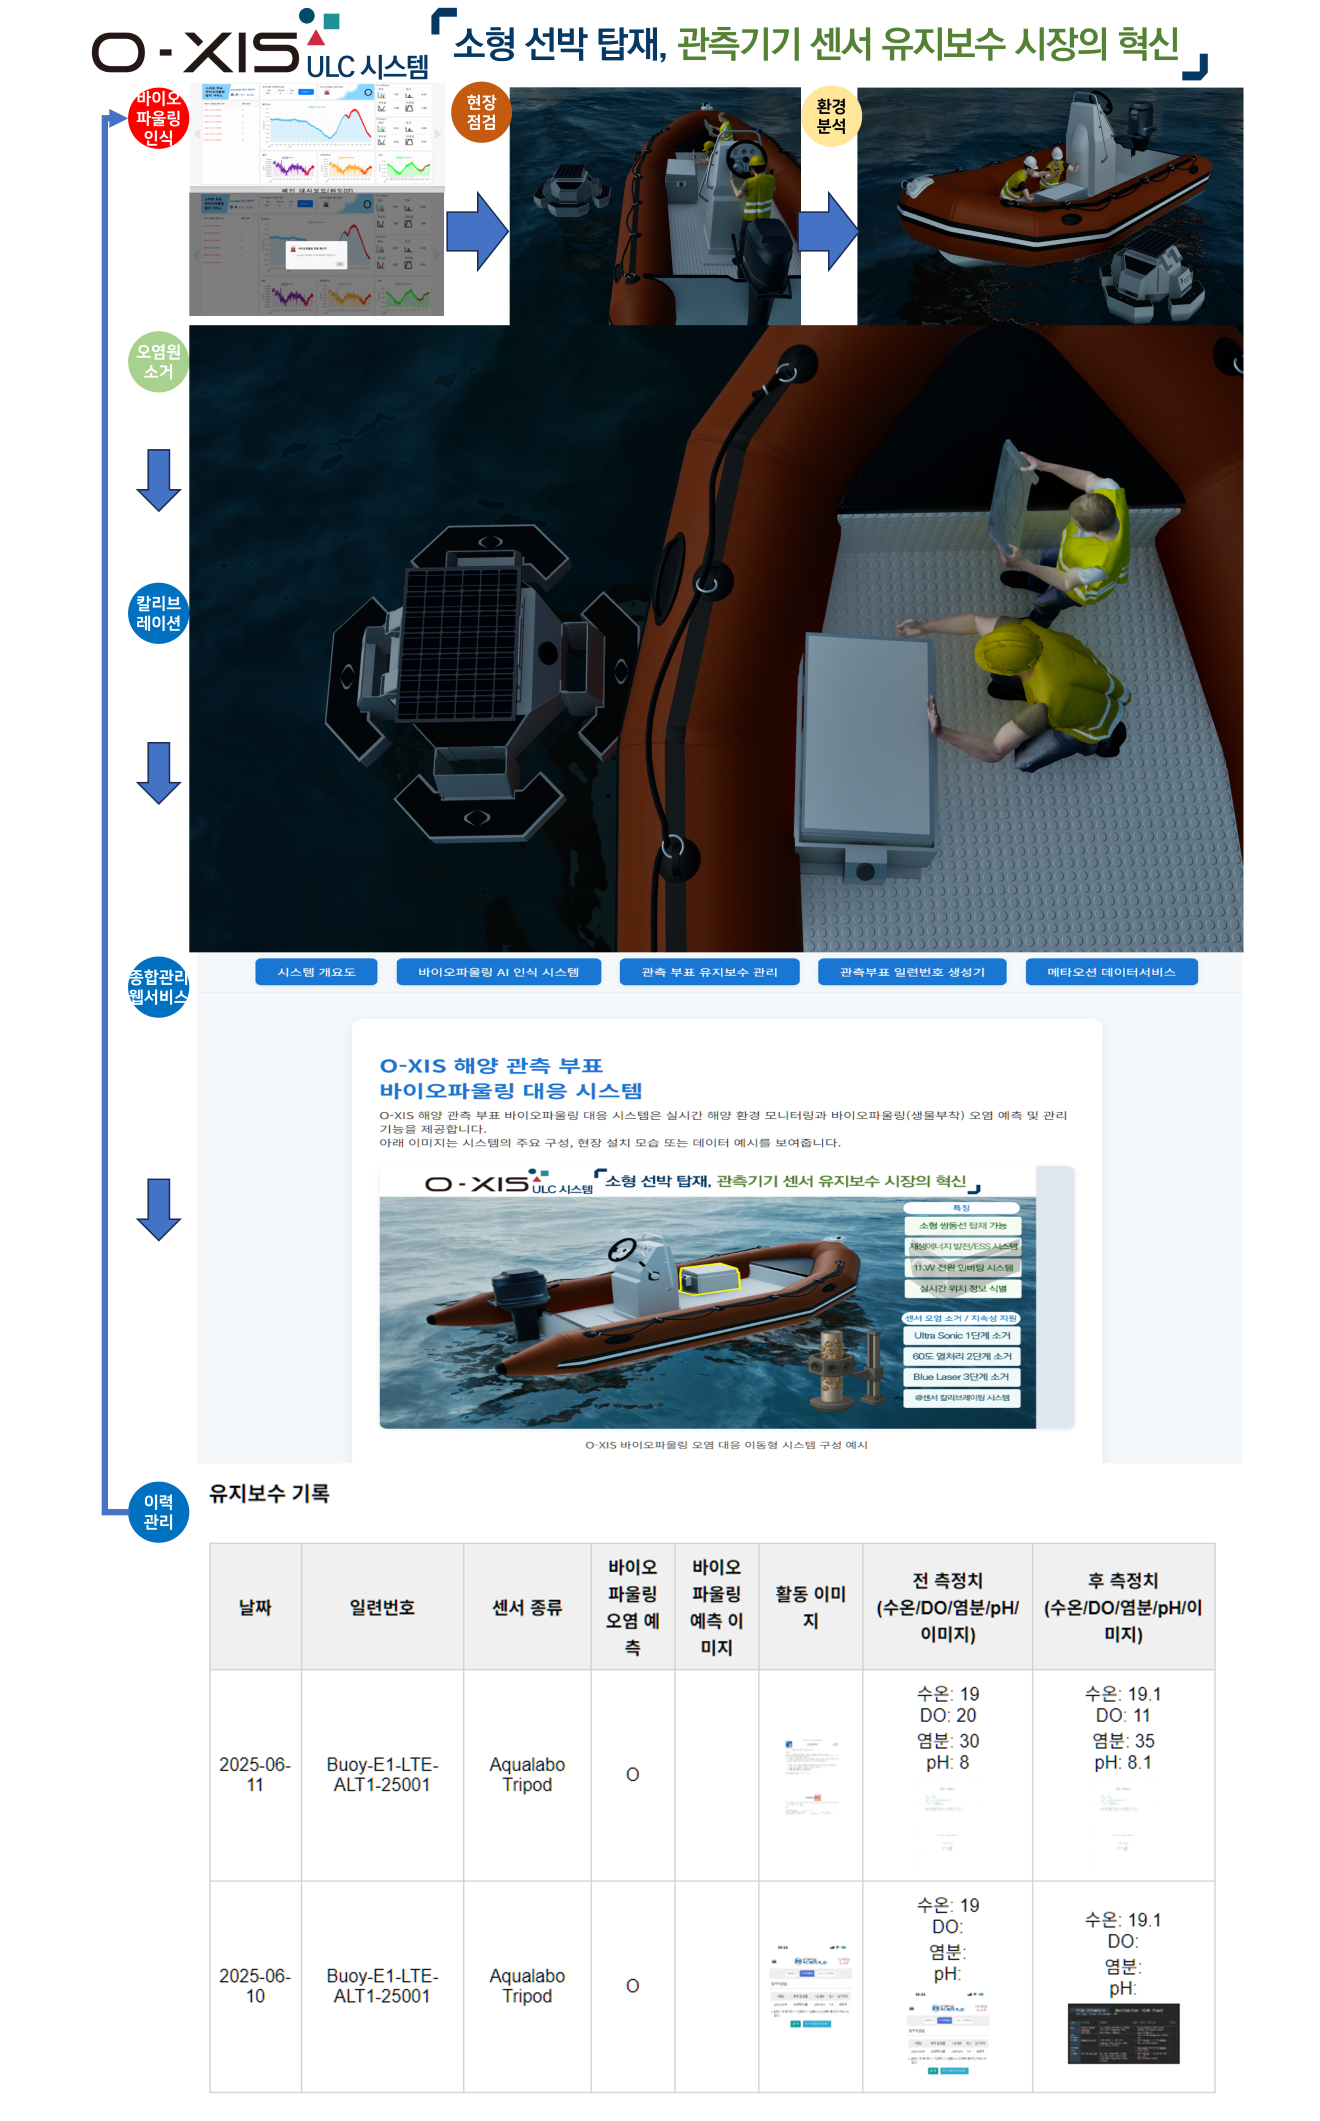 O-XIS ULC 시스템 「소형 선박 탑재, 관측기기 센서 유지보수 시장의 혁신」
바이오
파울링
인식
현장
점검
환경
분석
메인 대시보드(완도02)
오염원
소거
칼리브
레이션
종합관리
웹서비스
시스템 개요도
바이오파울링 AI 인식 시스템
관측 부표 유지보수 관리
관측부표 일련번호 생성기
메타오션 데이터서비스
O-XIS 해양 관측 부표
바이오파울링 대응 시스템
O-XIS 해양 관측 부표 바이오파울링 대응 시스템은 실시간 해양 환경 모니터링과 바이오파울링(생물부착) 오염 예측 및 관리
기능을 제공합니다.
아래 이미지는 시스템의 주요 구성, 현장 설치 모습 또는 데이터 예시를 보여줍니다.
O-XIS ULC 시스템 「소형 선박 탑재, 관측기기 센서 유지보수 시장의 혁신」
특징
소형 쌍동선 탑재 가능
재생에너지 발전/ESS 시스템
1KW 전원 인버팅 시스템
실시간 위치 정보 식별
센서 오염 소거 / 지속성 지원
Ultra Sonic 1단계 소거
60도 열처리 2단계 소거
Blue Laser 3단계 소거
@센서 칼리브레이팅 시스템
O-XIS 바이오파울링 오염 대응 이동형 시스템 구성 예시
이력
관리
유지보수 기록
날짜
일련번호
센서 종류
바이오
파울링
오염 예
측
바이오
파울링
예측 이
미지
활동 이미
지
전 측정치
(수온/DO/염분/pH/
이미지)
후 측정치
(수온/DO/염분/pH/이
미지)
2025-06-
11
Buoy-E1-LTE-
ALT1-25001
Aqualabo
Tripod
O
수온: 19
DO: 20
염분: 30
pH: 8
수온: 19.1
DO: 11
염분: 35
pH: 8.1
2025-06-
10
Buoy-E1-LTE-
ALT1-25001
Aqualabo
Tripod
O
수온: 19
DO:
염분:
pH:
수온: 19.1
DO:
염분:
pH: